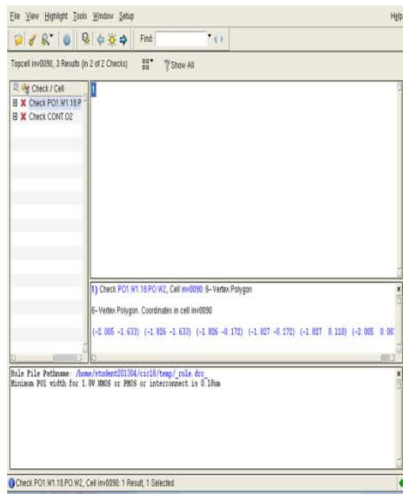 File View Highlight Tools Window Setup Help
Find:
Topcell inv0090, 3 Results (in 2 of 2 Checks) Show All
Check / Cell
Check PO1.W1.18.P
Check CONT.O2
1
1) Check PO1.W1.18.PO.W2, Cell inv0090: 6-Vertex Polygon
6-Vertex Polygon. Coordinates in cell inv0090
(-2.005 -1.633) (-1.826 -1.633) (-1.826 -0.172) (-1.827 -0.172) (-1.827 0.110) (-2.005
Rule File Pathname: /home/student201304/cic18/temp/_rule.drc_
Minimum PO1 width for 1.8V NMOS or PMOS or interconnect is 0.18um
Check PO1.W1.18.PO.W2, Cell inv0090: 1 Result, 1 Selected